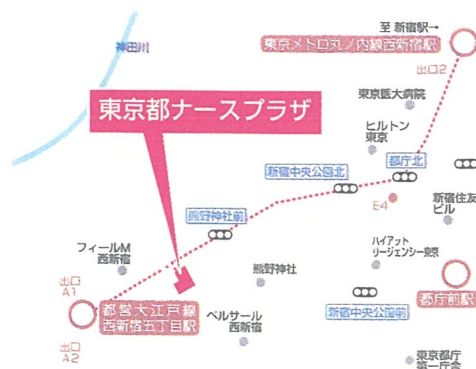 至 新宿駅→
東京メトロ丸ノ内線西新宿駅
出口2
神田川
東京医大病院
東京都ナースプラザ
ヒルトン
東京
都庁北
新宿中央公園北
E4
新宿住友
ビル
熊野神社前
フィールM
西新宿
熊野神社
ハイアット
リージェンシー東京
都庁前駅
出口
A1
都営大江戸線
西新宿五丁目駅
新宿中央公園前
ベルサール
西新宿
出口
A2
東京都庁
第一庁舎